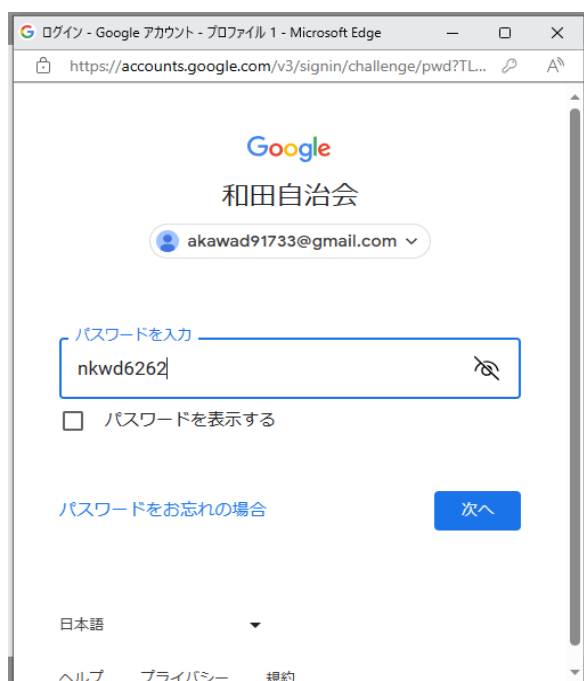 ログイン - Google アカウント - プロファイル 1 - Microsoft Edge
https://accounts.google.com/v3/signin/challenge/pwd?TL...
Google
和田自治会
akawad91733@gmail.com
パスワードを入力
nkwd6262
パスワードを表示する
パスワードをお忘れの場合
次へ
日本語
ヘルプ プライバシー 規約